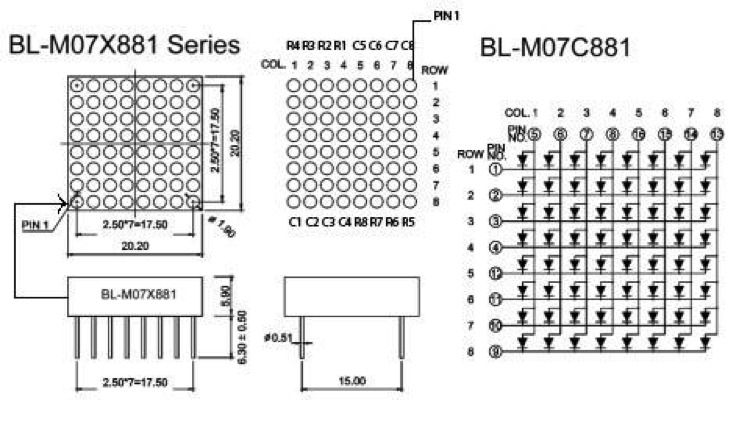 BL-M07X881 Series
PIN 1
BL-M07C881
R4 R3 R2 R1 C5 C6 C7 C8
COL. 1 2 3 4 5 6 7 8 ROW
1
2
3
4
5
6
7
8
C1 C2 C3 C4 R8 R7 R6 R5
2.50*7=17.50
20.20
PIN 1
2.50*7=17.50
ø 1.90
20.20
BL-M07X881
5.90
6.30 ± 0.50
2.50*7=17.50
ø0.51
15.00
COL. 1 2 3 4 5 6 7 8
PIN NO. 5 6 7 8 16 15 14 13
ROW PIN NO.
1 1
2 2
3 3
4 4
5 12
6 11
7 10
8 9